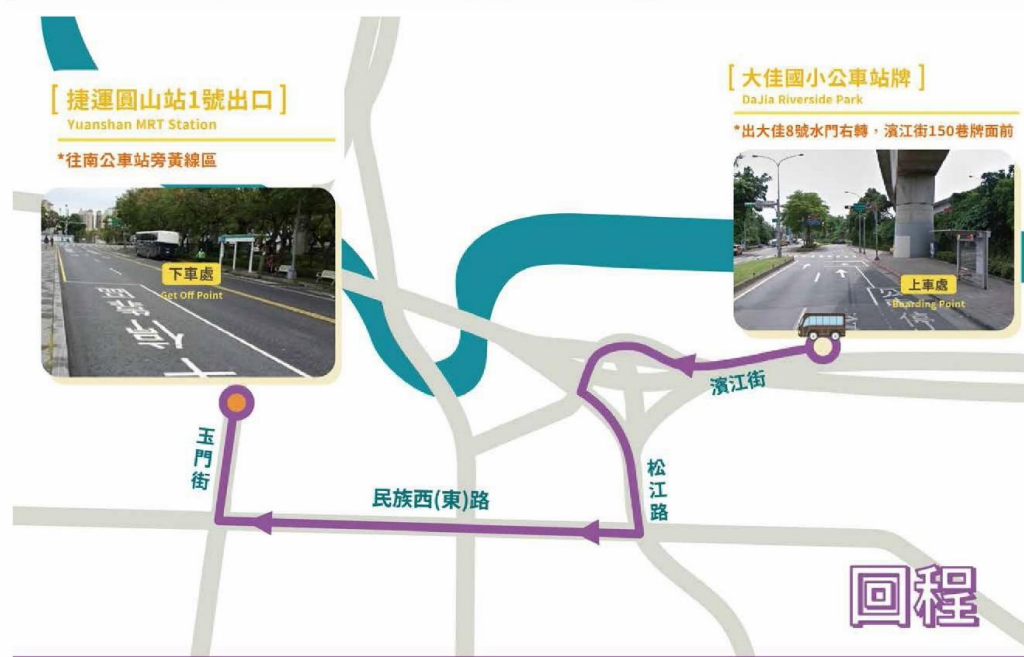 [ 捷運圓山站1號出口 ]
Yuanshan MRT Station
*往南公車站旁黃線區
下車處
Get Off Point
[ 大佳國小公車站牌 ]
DaJia Riverside Park
*出大佳8號水門右轉，濱江街150巷牌面前
上車處
Boarding Point
濱江街
玉門街
民族西(東)路
松江路
回程